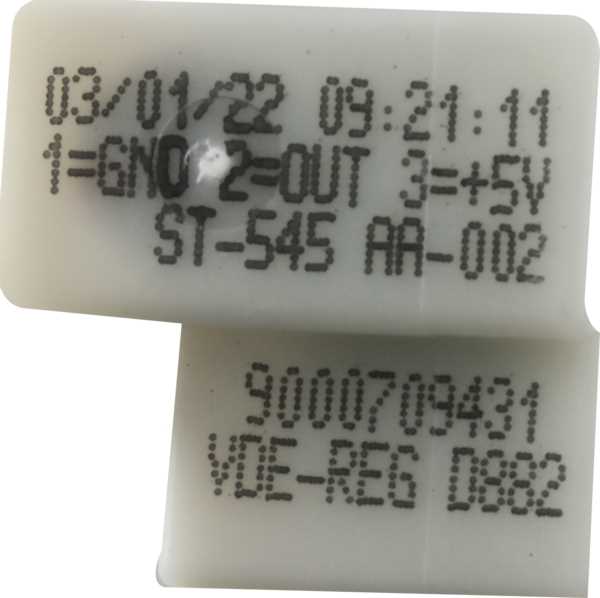 03/01/22 09:21:11
1=GND 2=OUT 3=+5V
ST-545 AA-002
9000709431
VDE-REG D882